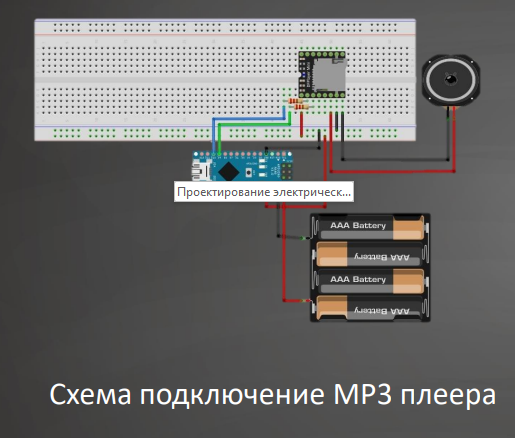 Проектирование электрическ...
AAA Battery
AAA Battery
AAA Battery
AAA Battery
Схема подключение MP3 плеера